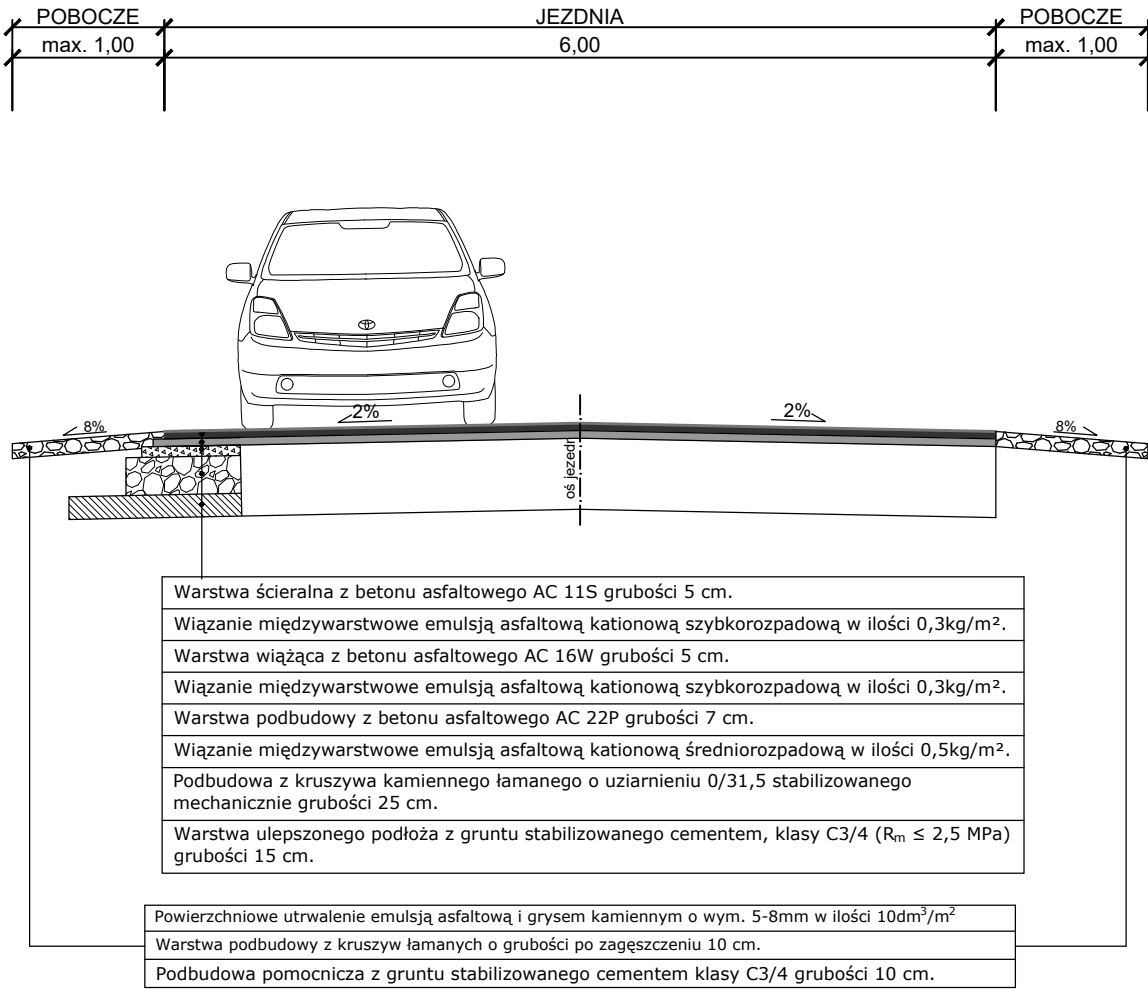 POBOCZE JEZDNIA POBOCZE
max. 1,00 6,00 max. 1,00
8% 2% 2% 8%
oś jezedr
Warstwa ścieralna z betonu asfaltowego AC 11S grubości 5 cm.
Wiązanie międzywarstwowe emulsją asfaltową kationową szybkorozpadową w ilości 0,3kg/m².
Warstwa wiążąca z betonu asfaltowego AC 16W grubości 5 cm.
Wiązanie międzywarstwowe emulsją asfaltową kationową szybkorozpadową w ilości 0,3kg/m².
Warstwa podbudowy z betonu asfaltowego AC 22P grubości 7 cm.
Wiązanie międzywarstwowe emulsją asfaltową kationową średniorozpadową w ilości 0,5kg/m².
Podbudowa z kruszywa kamiennego łamanego o uziarnieniu 0/31,5 stabilizowanego
mechanicznie grubości 25 cm.
Warstwa ulepszonego podłoża z gruntu stabilizowanego cementem, klasy C3/4 (Rₘ ≤ 2,5 MPa)
grubości 15 cm.
Powierzchniowe utrwalenie emulsją asfaltową i grysem kamiennym o wym. 5-8mm w ilości 10dm³/m²
Warstwa podbudowy z kruszyw łamanych o grubości po zagęszczeniu 10 cm.
Podbudowa pomocnicza z gruntu stabilizowanego cementem klasy C3/4 grubości 10 cm.